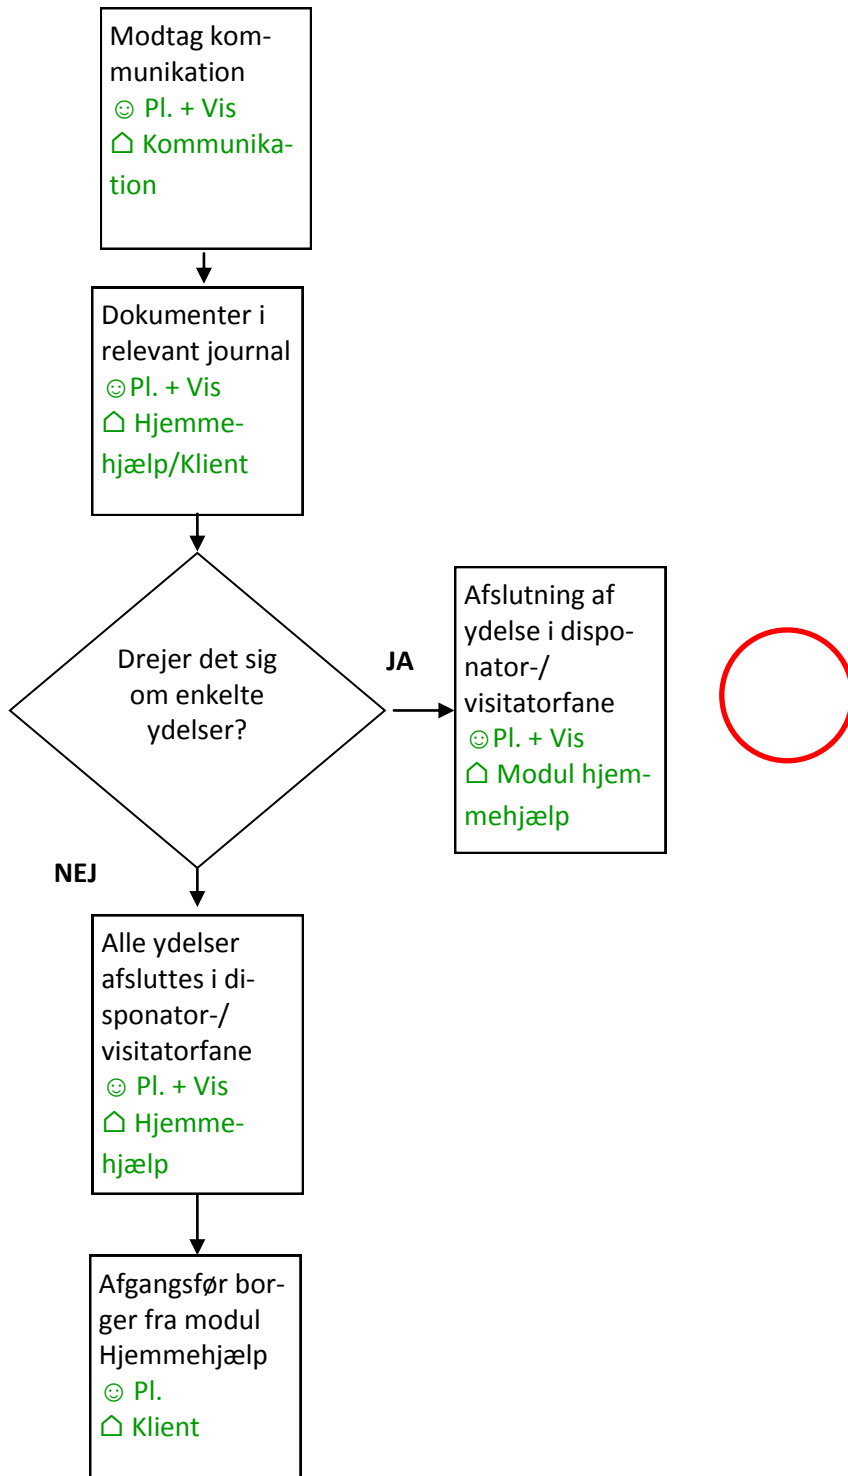 Modtag kom-
munikation
☺ Pl. + Vis
⌂ Kommunika-
tion
Dokumenter i
relevant journal
☺Pl. + Vis
⌂ Hjemme-
hjælp/Klient
Drejer det sig
om enkelte
ydelser?
JA
Afslutning af
ydelse i dispo-
nator-/
visitatorfane
☺Pl. + Vis
⌂ Modul hjem-
mehjælp
NEJ
Alle ydelser
afsluttes i di-
sponator-/
visitatorfane
☺ Pl. + Vis
⌂ Hjemme-
hjælp
Afgangsfør bor-
ger fra modul
Hjemmehjælp
☺ Pl.
⌂ Klient